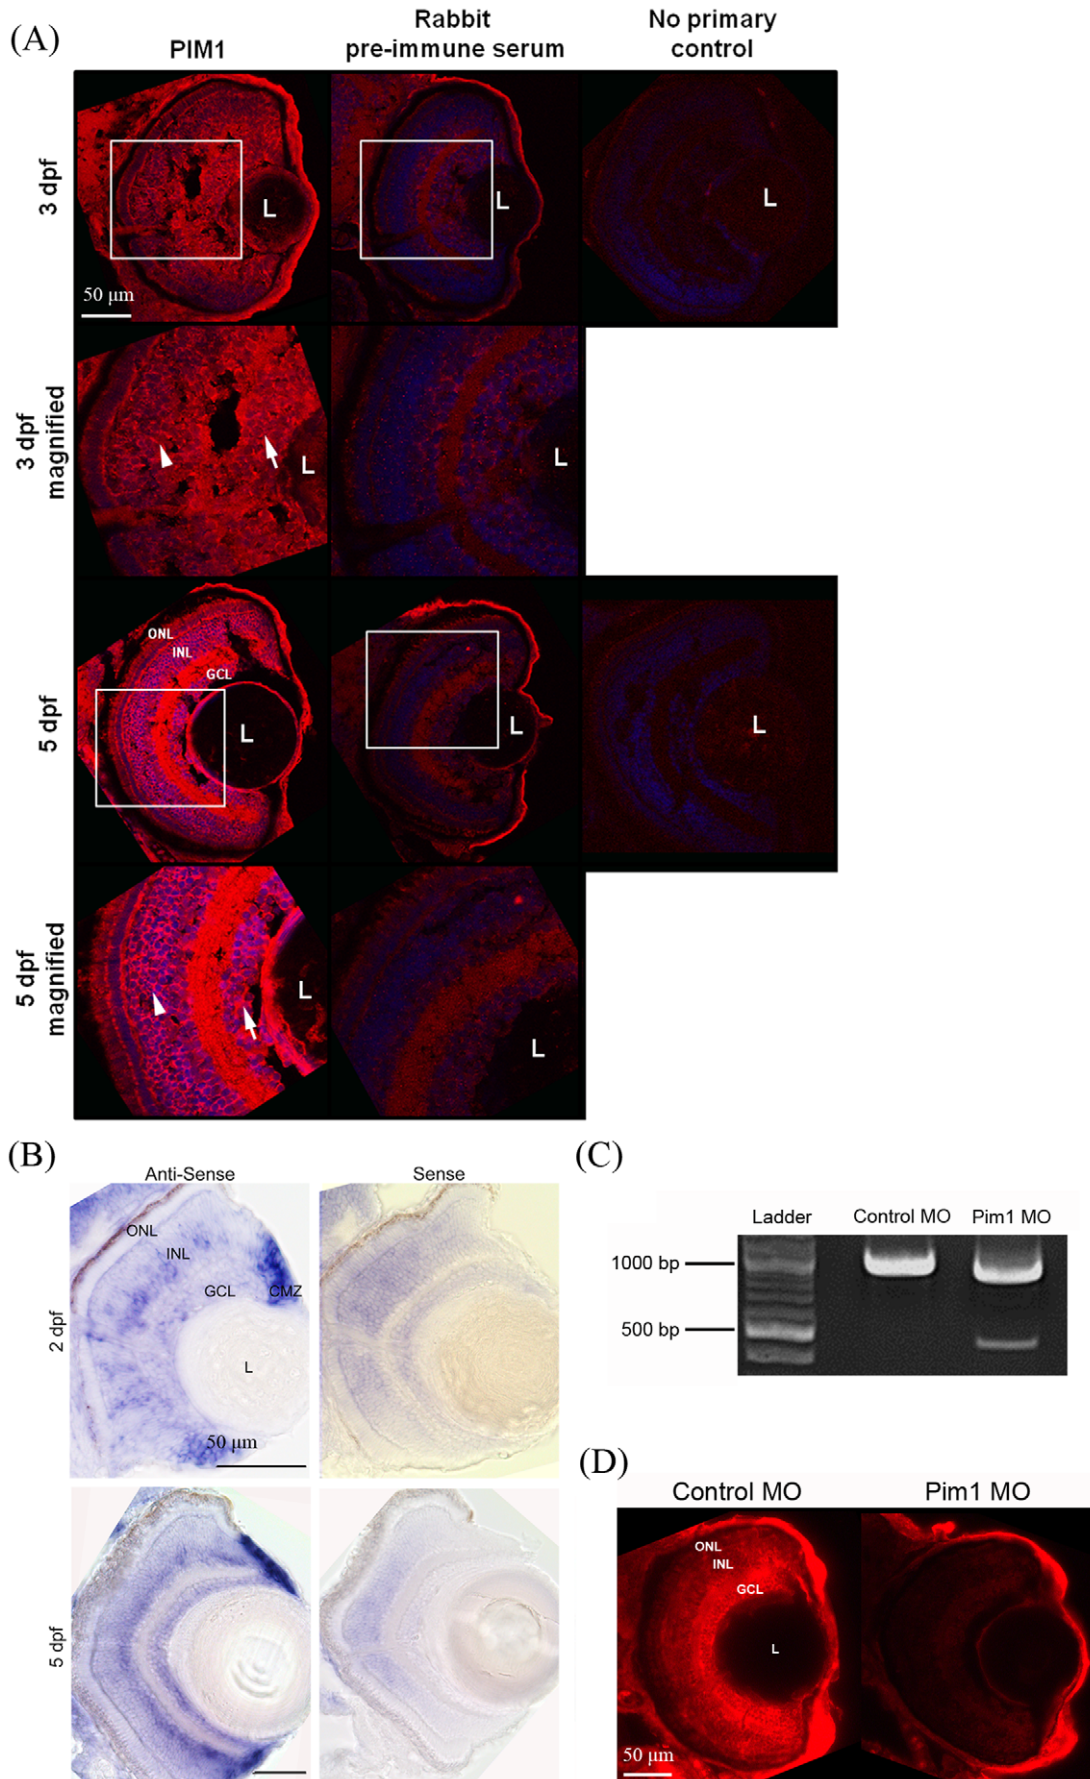 (A)
PIM1
Rabbit
pre-immune serum
No primary
control
3 dpf
L
L
L
50 μm
3 dpf
magnified
L
L
5 dpf
ONL
INL
GCL
L
L
L
5 dpf
magnified
L
L
(B)
Anti-Sense
Sense
2 dpf
ONL
INL
GCL
CMZ
L
50 μm
5 dpf
(C)
Ladder
Control MO
Pim1 MO
1000 bp
500 bp
(D)
Control MO
Pim1 MO
ONL
INL
GCL
L
50 μm